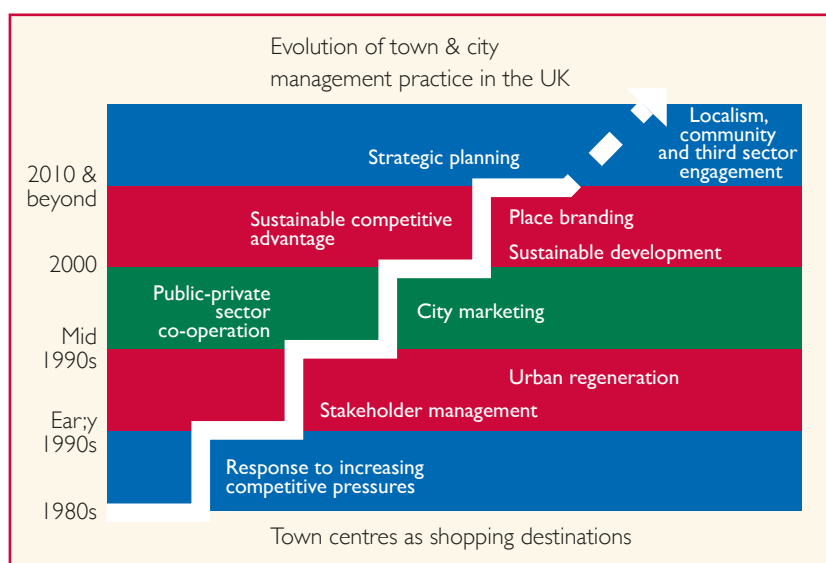 Evolution of town & city
management practice in the UK
Localism,
community
and third sector
engagement
Strategic planning
2010 &
beyond
Sustainable competitive
advantage
Place branding
Sustainable development
2000
Public-private
sector
co-operation
City marketing
Mid
1990s
Urban regeneration
Stakeholder management
Ear;y
1990s
Response to increasing
competitive pressures
1980s
Town centres as shopping destinations